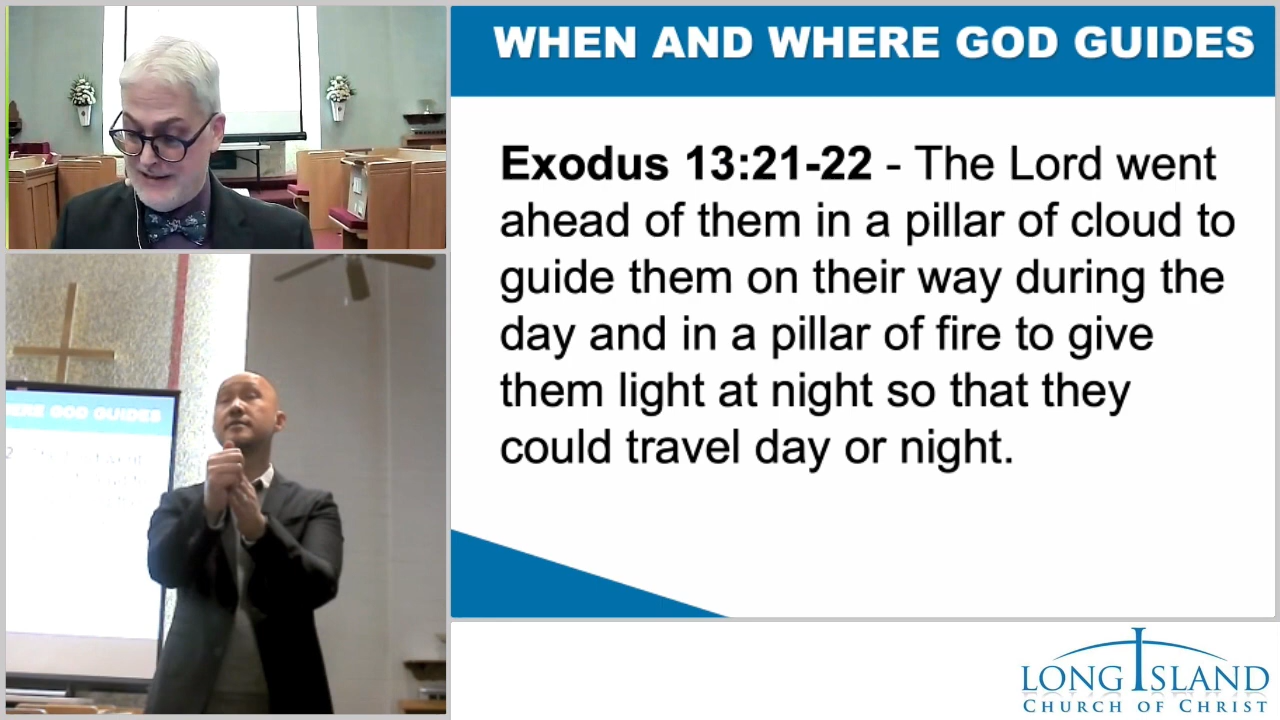 WHEN AND WHERE GOD GUIDES
Exodus 13:21-22 - The Lord went
ahead of them in a pillar of cloud to
guide them on their way during the
day and in a pillar of fire to give
them light at night so that they
could travel day or night.
GOD GUIDES
LONG ISLAND
CHURCH OF CHRIST